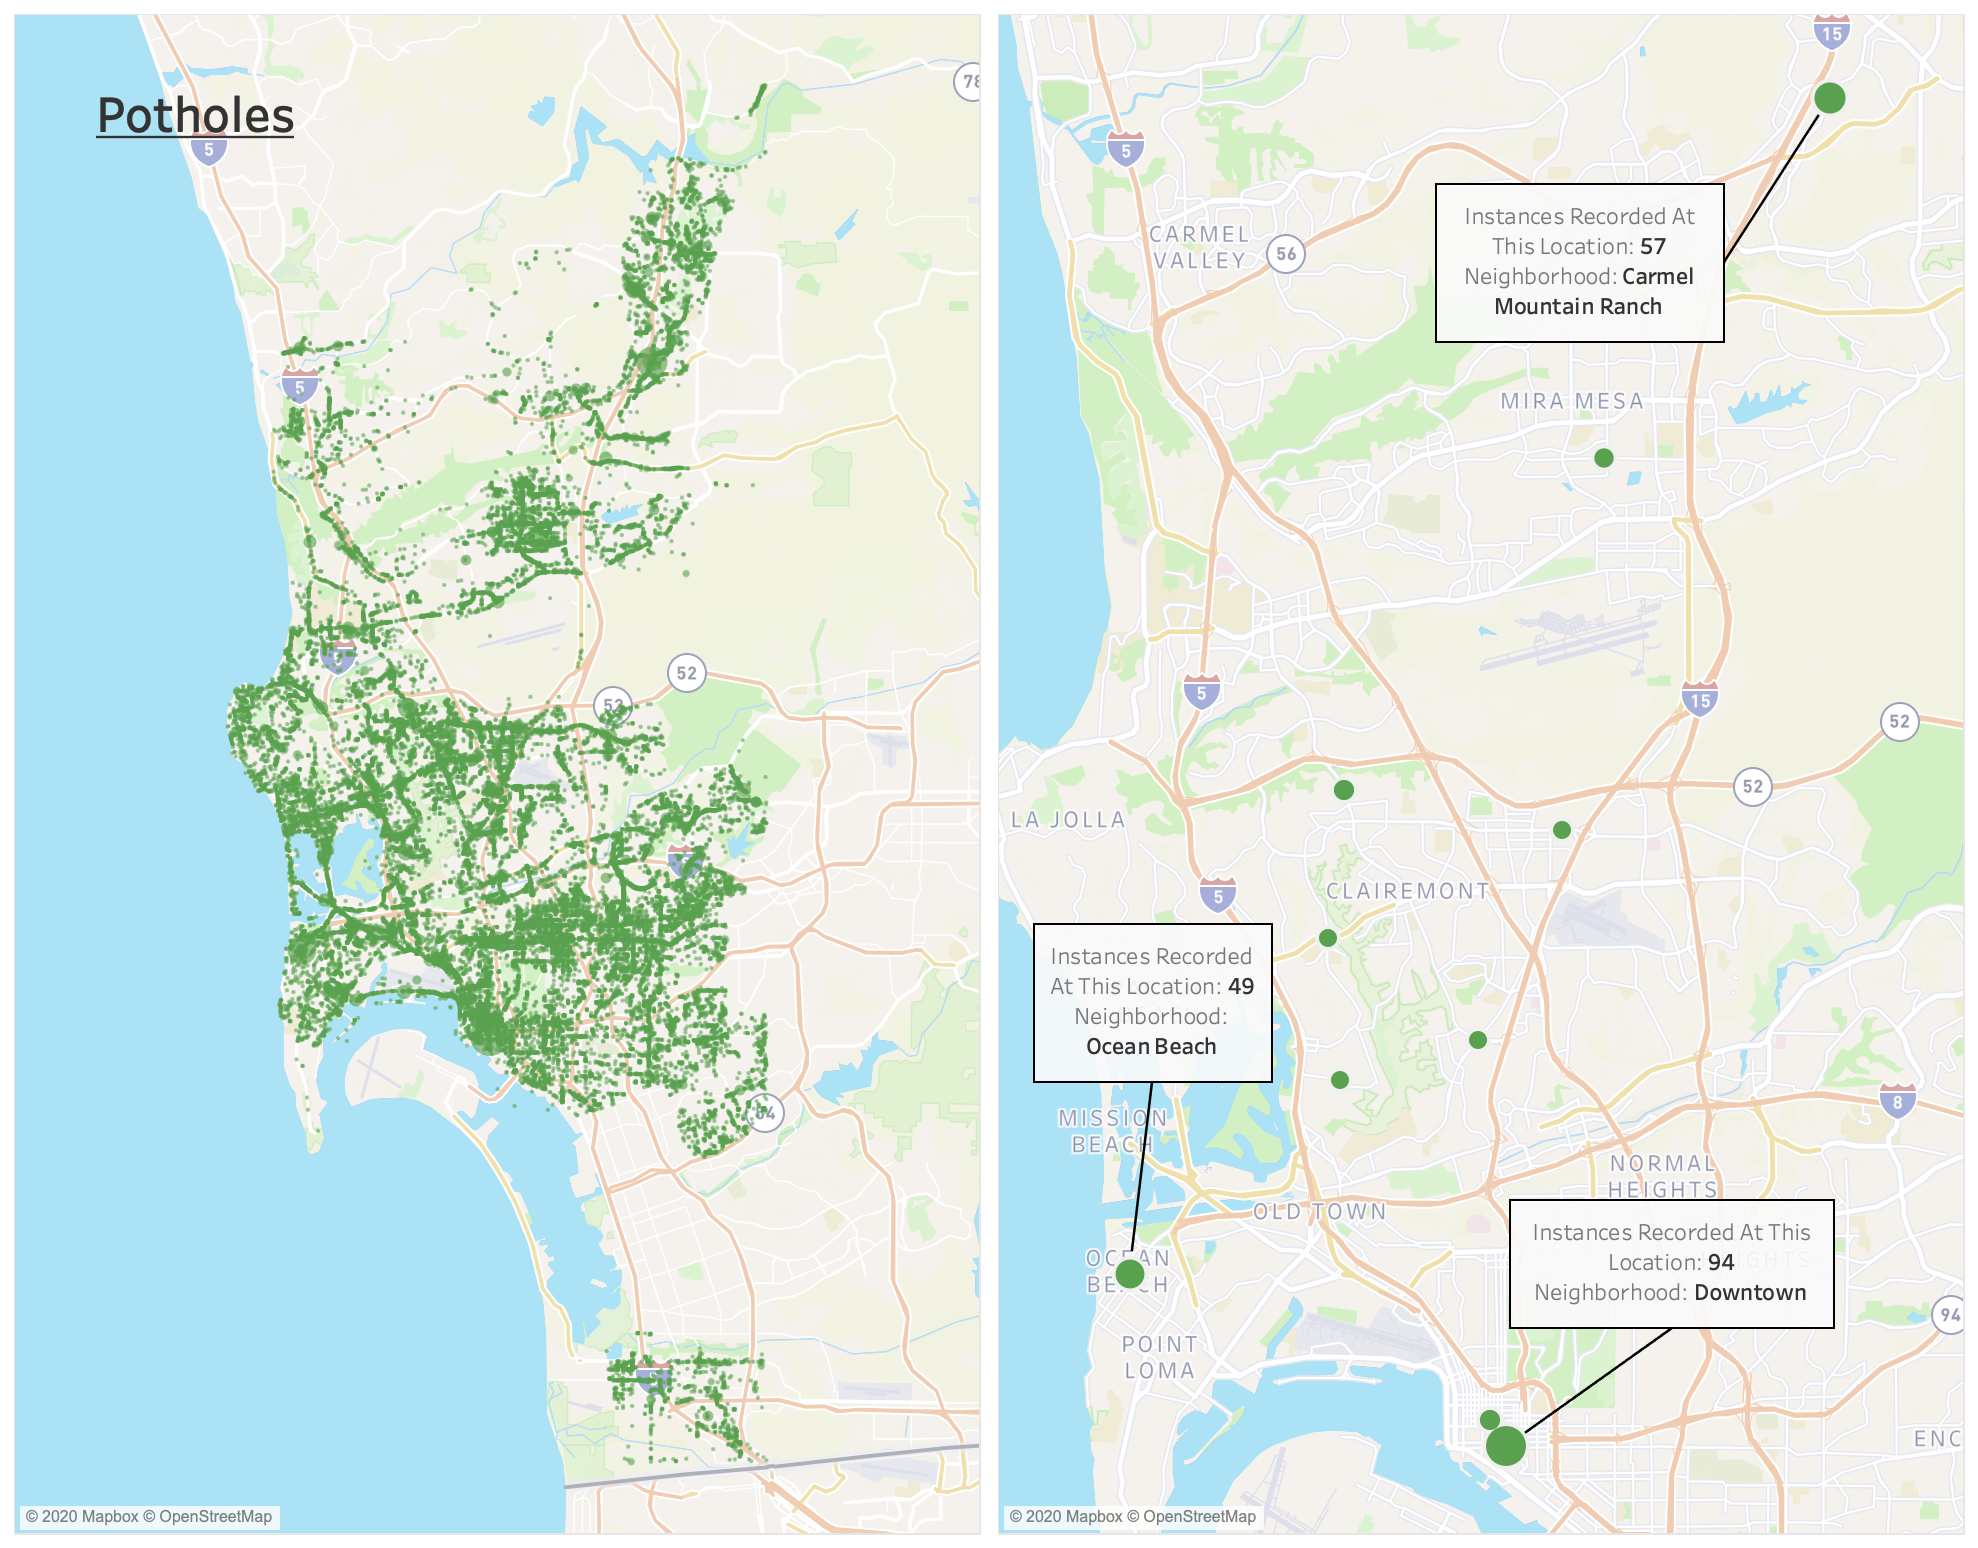 Potholes
78
5
5
5
52
52
94
© 2020 Mapbox © OpenStreetMap
15
5
Instances Recorded At
This Location: 57
Neighborhood: Carmel
Mountain Ranch
CARMEL
VALLEY
56
MIRA MESA
5
15
52
52
LA JOLLA
CLAIREMONT
5
Instances Recorded
At This Location: 49
Neighborhood:
Ocean Beach
MISSION
BEACH
8
NORMAL
HEIGHTS
OLD TOWN
Instances Recorded At This
Location: 94
Neighborhood: Downtown
OCEAN
BEACH
94
POINT
LOMA
ENC
© 2020 Mapbox © OpenStreetMap